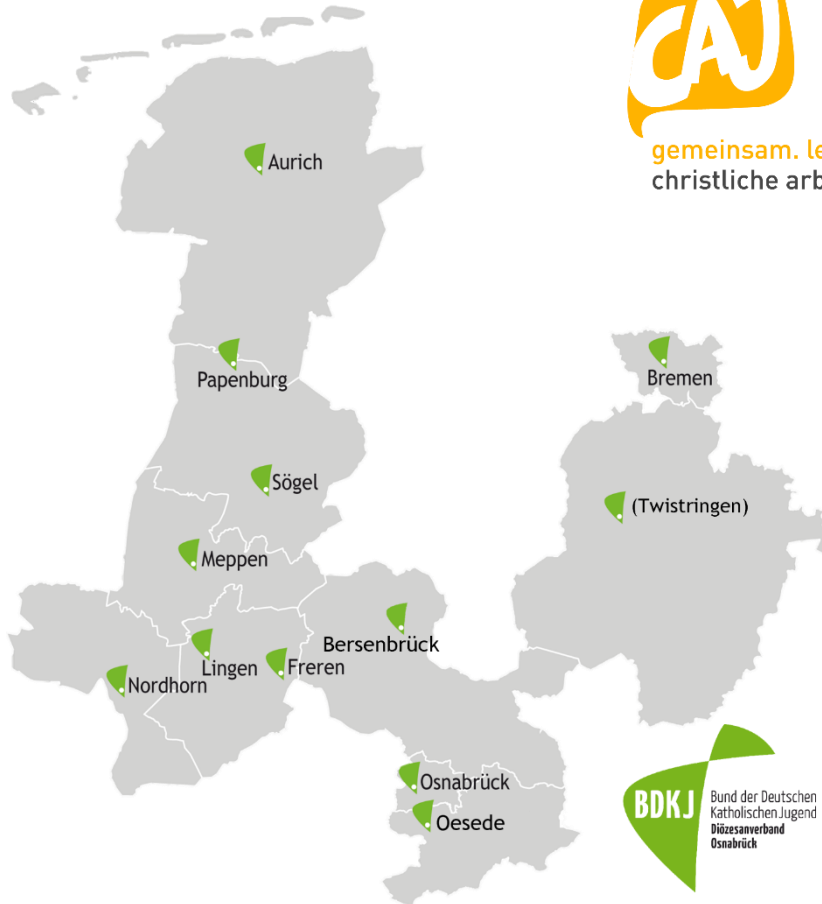 CAJ
gemeinsam. le
christliche arb
Aurich
Papenburg
Bremen
Sögel
(Twistringen)
Meppen
Bersenbrück
Lingen
Freren
Nordhorn
Osnabrück
Oesede
BDKJ
Bund der Deutschen
Katholischen Jugend
Diözesanverband
Osnabrück